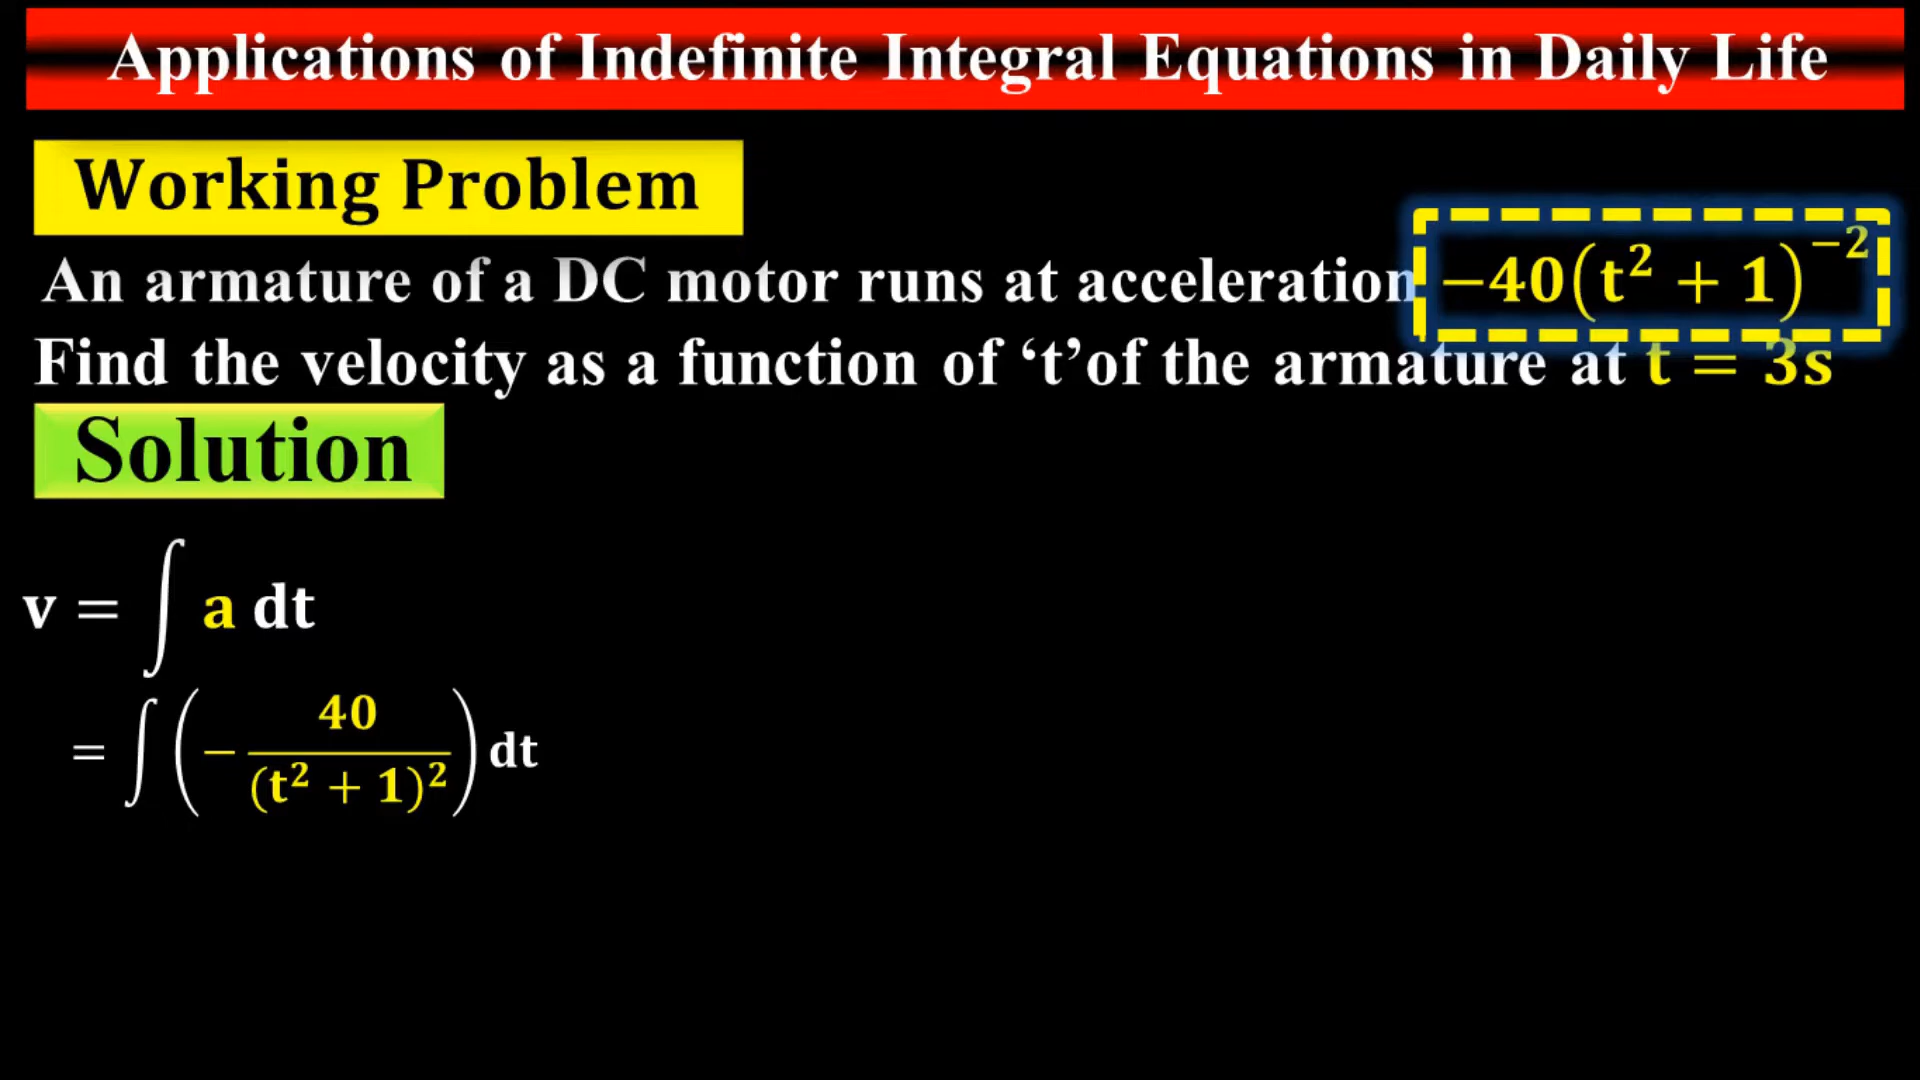 Applications of Indefinite Integral Equations in Daily Life
Working Problem
An armature of a DC motor runs at acceleration −40(t² + 1)⁻²
Find the velocity as a function of ‘t’of the armature at t = 3s
Solution
v = ∫ a dt
= ∫ (− 40/(t² + 1)²) dt